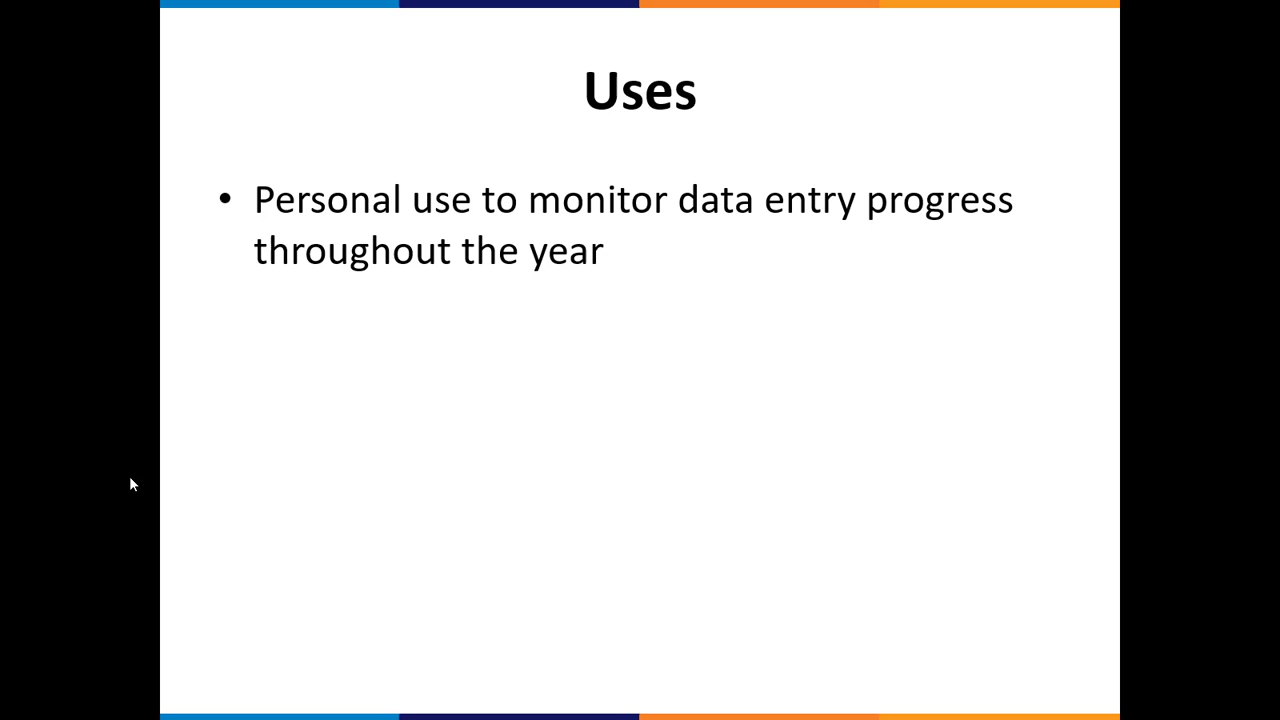 Uses
• Personal use to monitor data entry progress
throughout the year